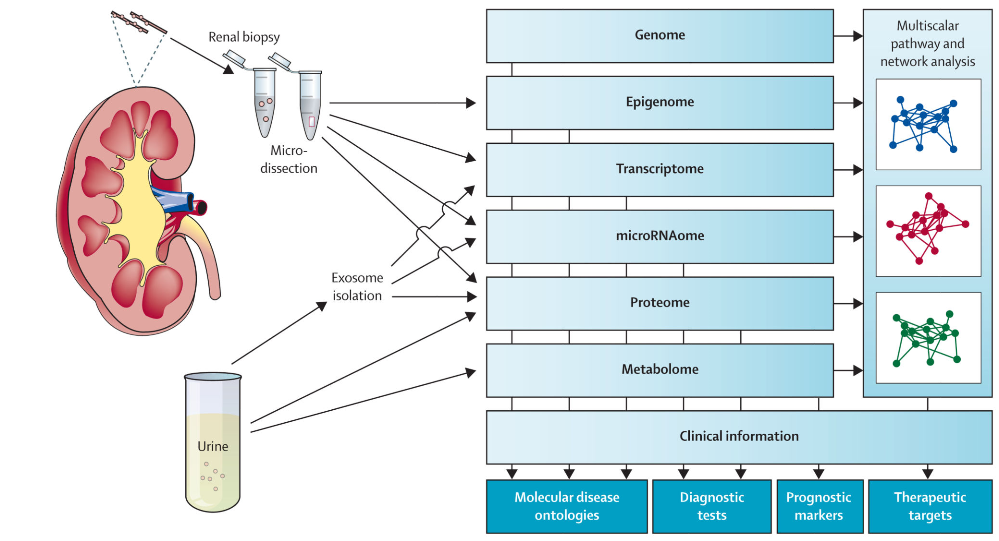 Renal biopsy
Micro-
dissection
Exosome
isolation
Urine
Genome
Epigenome
Transcriptome
microRNAome
Proteome
Metabolome
Multiscalar
pathway and
network analysis
Clinical information
Molecular disease
ontologies
Diagnostic
tests
Prognostic
markers
Therapeutic
targets